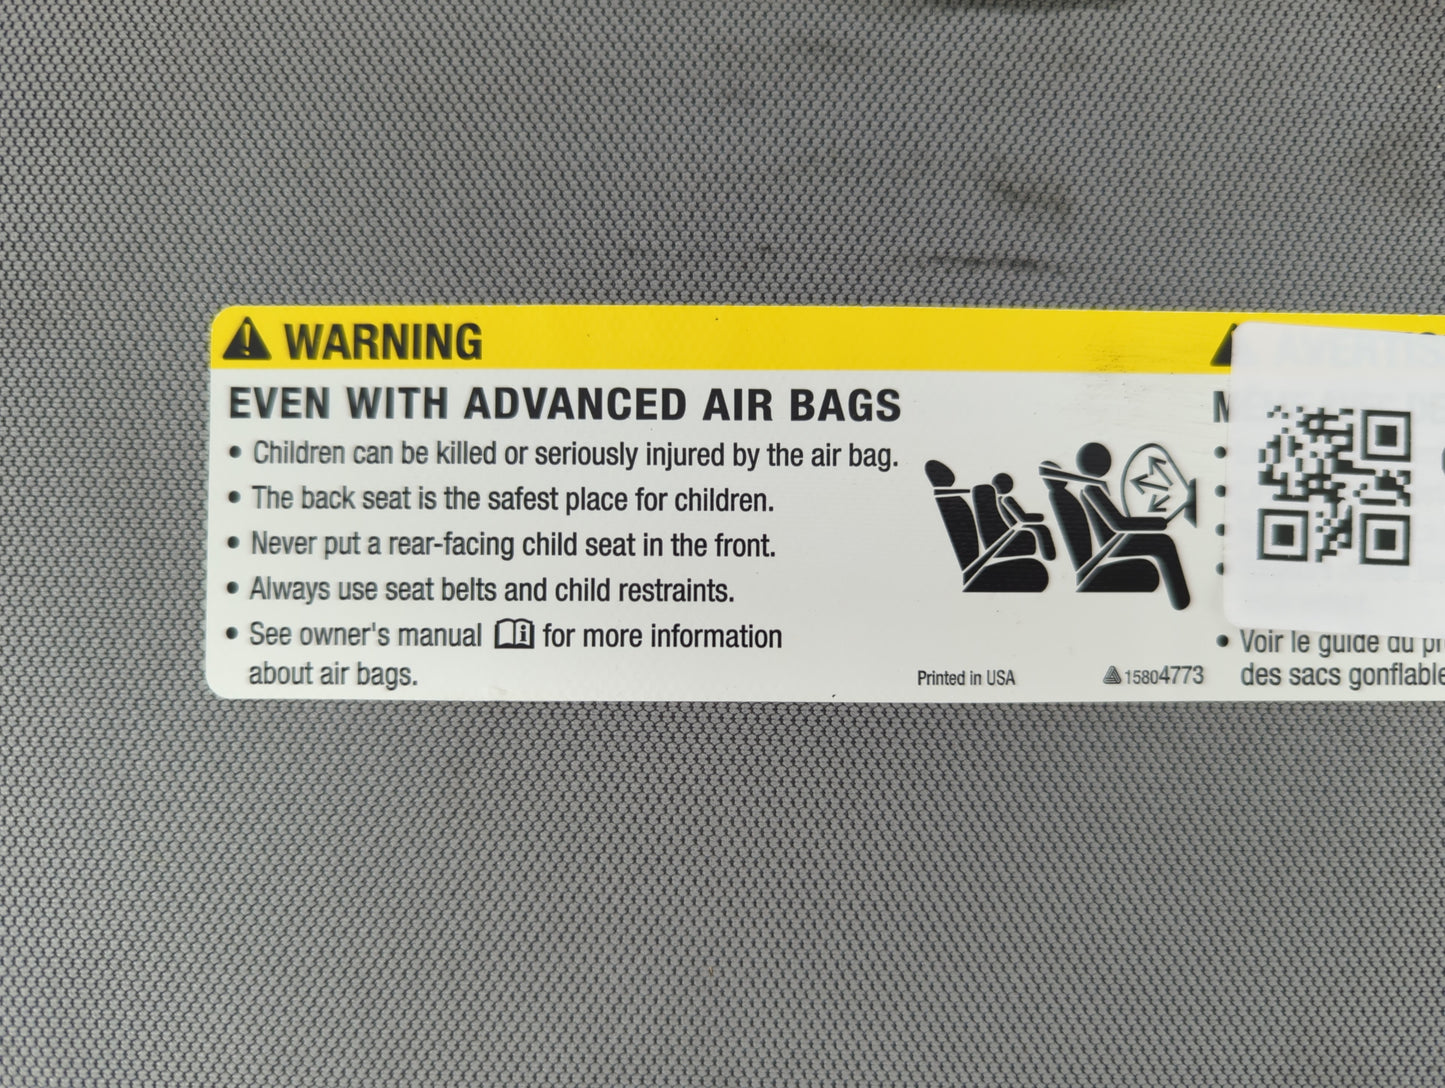 WARNING
EVEN WITH ADVANCED AIR BAGS
• Children can be killed or seriously injured by the air bag.
• The back seat is the safest place for children.
• Never put a rear-facing child seat in the front.
• Always use seat belts and child restraints.
• See owner's manual for more information
about air bags.
Printed in USA
15804773
• Voir le guide du
des sacs gonflable